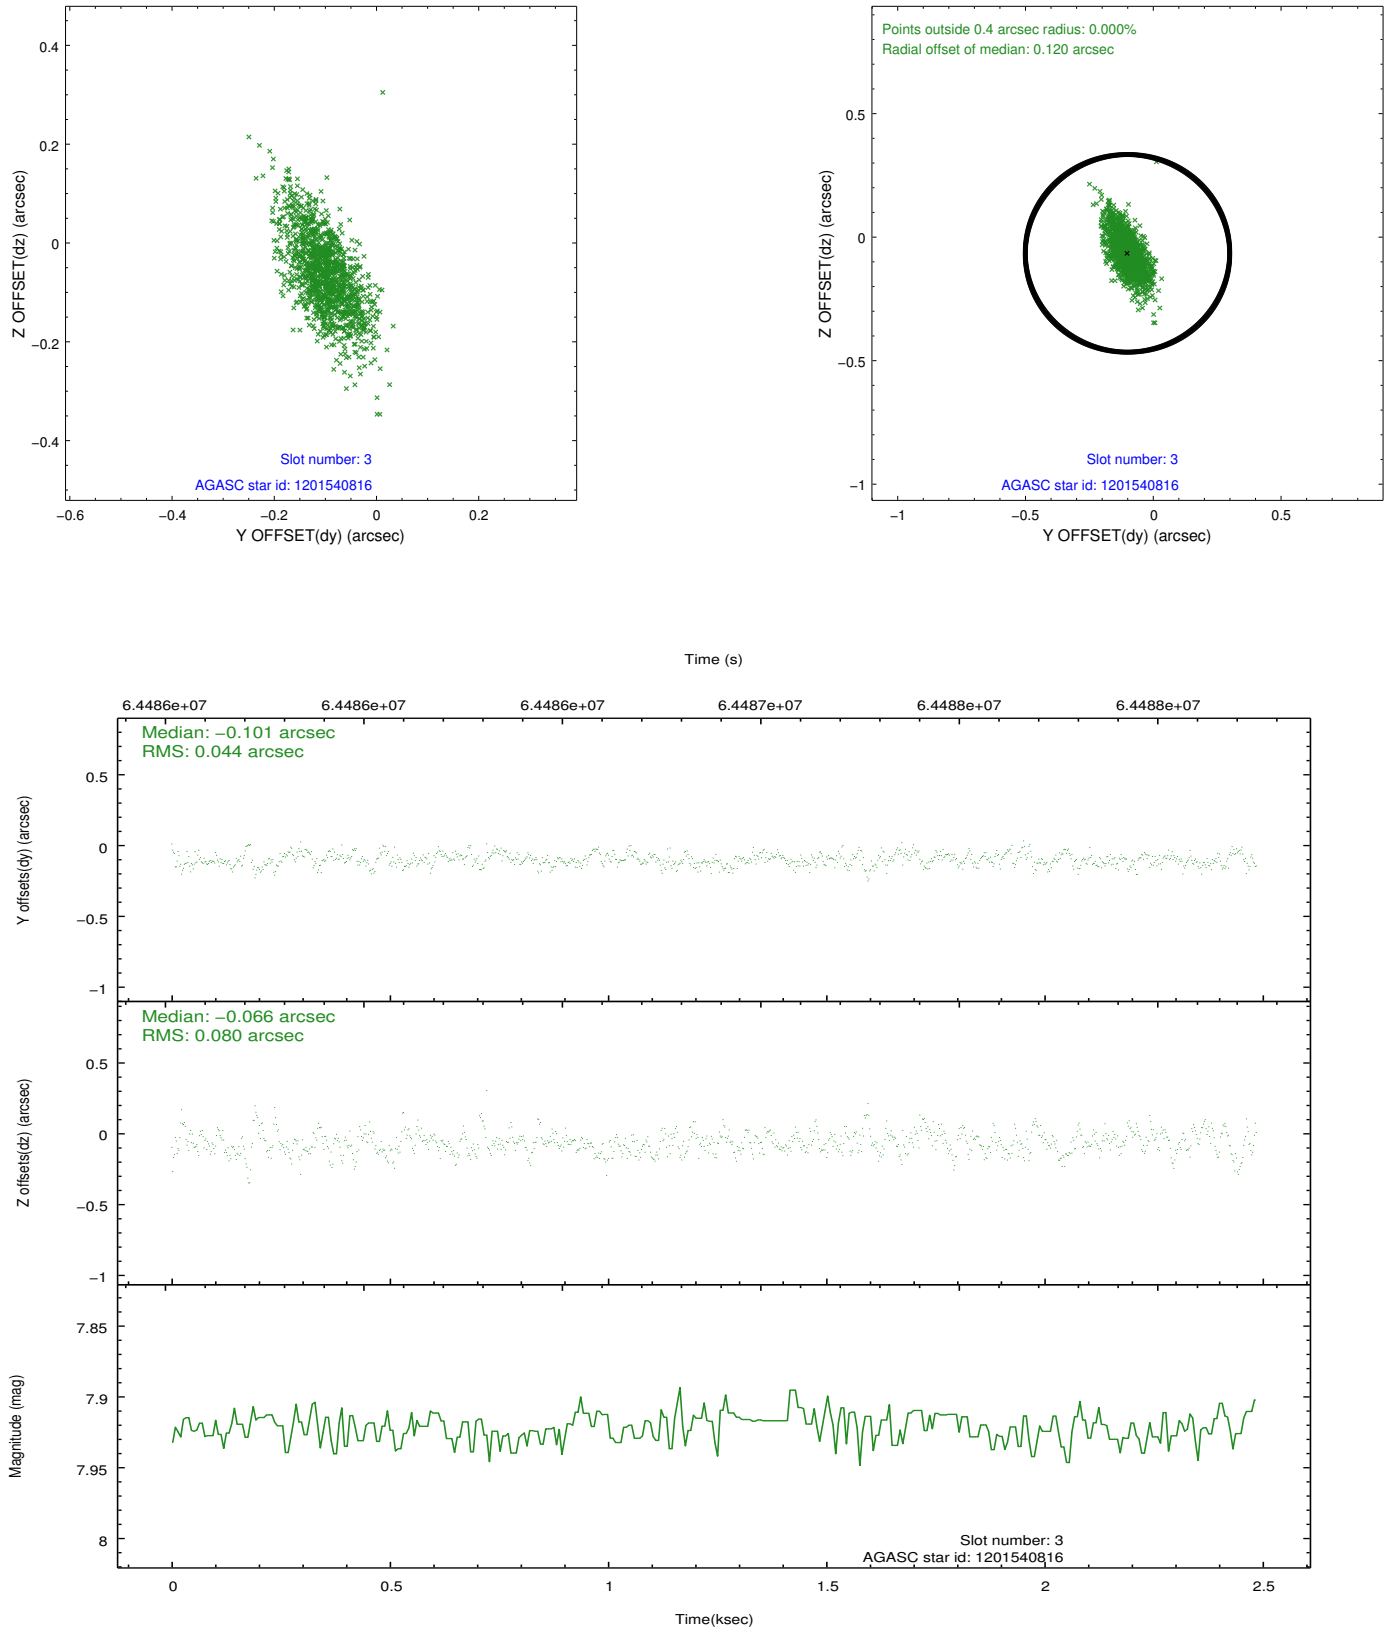 0.4
0.2
0
−0.2
−0.4
Z OFFSET(dz) (arcsec)
Slot number: 3
AGASC star id: 1201540816
−0.6
−0.4
−0.2
0
0.2
Y OFFSET(dy) (arcsec)
Points outside 0.4 arcsec radius: 0.000%
Radial offset of median: 0.120 arcsec
0.5
0
−0.5
−1
Z OFFSET(dz) (arcsec)
Slot number: 3
AGASC star id: 1201540816
−1
−0.5
0
0.5
Y OFFSET(dy) (arcsec)
Time (s)
6.4486e+07
6.4486e+07
6.4486e+07
6.4487e+07
6.4488e+07
6.4488e+07
Median: −0.101 arcsec
RMS: 0.044 arcsec
0.5
0
−0.5
−1
Y offsets(dy) (arcsec)
Median: −0.066 arcsec
RMS: 0.080 arcsec
0.5
0
−0.5
−1
Z offsets(dz) (arcsec)
7.85
7.9
7.95
8
Magnitude (mag)
Slot number: 3
AGASC star id: 1201540816
0
0.5
1
1.5
2
2.5
Time(ksec)